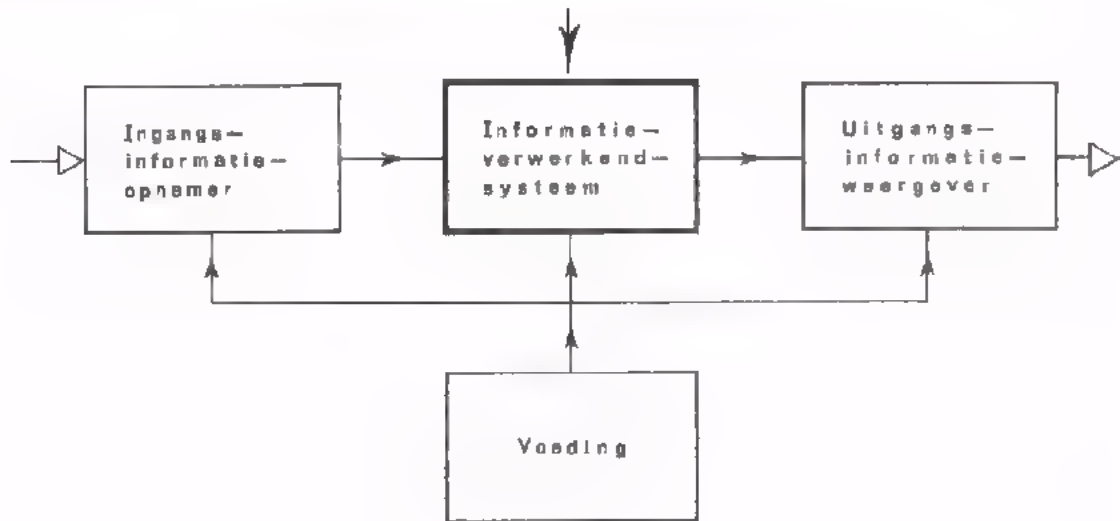 Ingangs-
informatie-
opnemer
Informatie-
verwerkend-
systeem
Uitgangs-
informatie-
weergever
Voeding